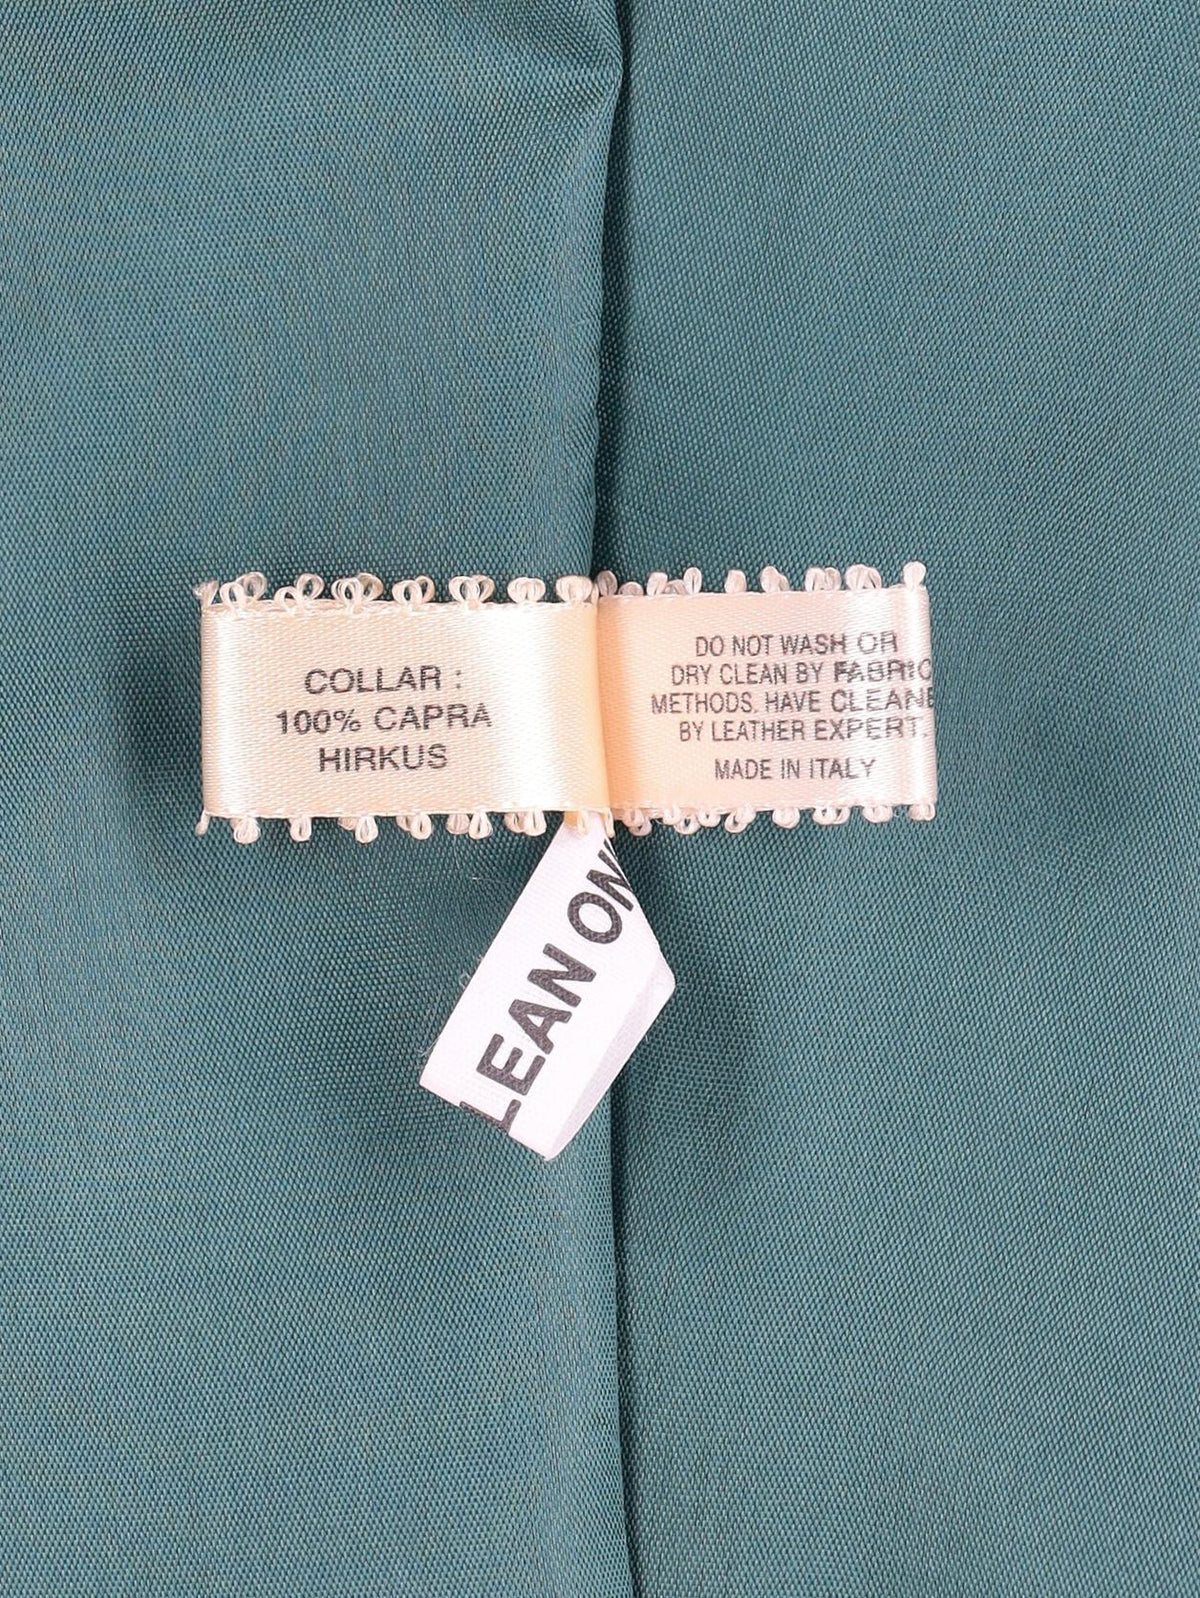 COLLAR :
100% CAPRA
HIRKUS
DO NOT WASH OR
DRY CLEAN BY FABRIC
METHODS. HAVE CLEANE
BY LEATHER EXPERT.
MADE IN ITALY
LEAN ON